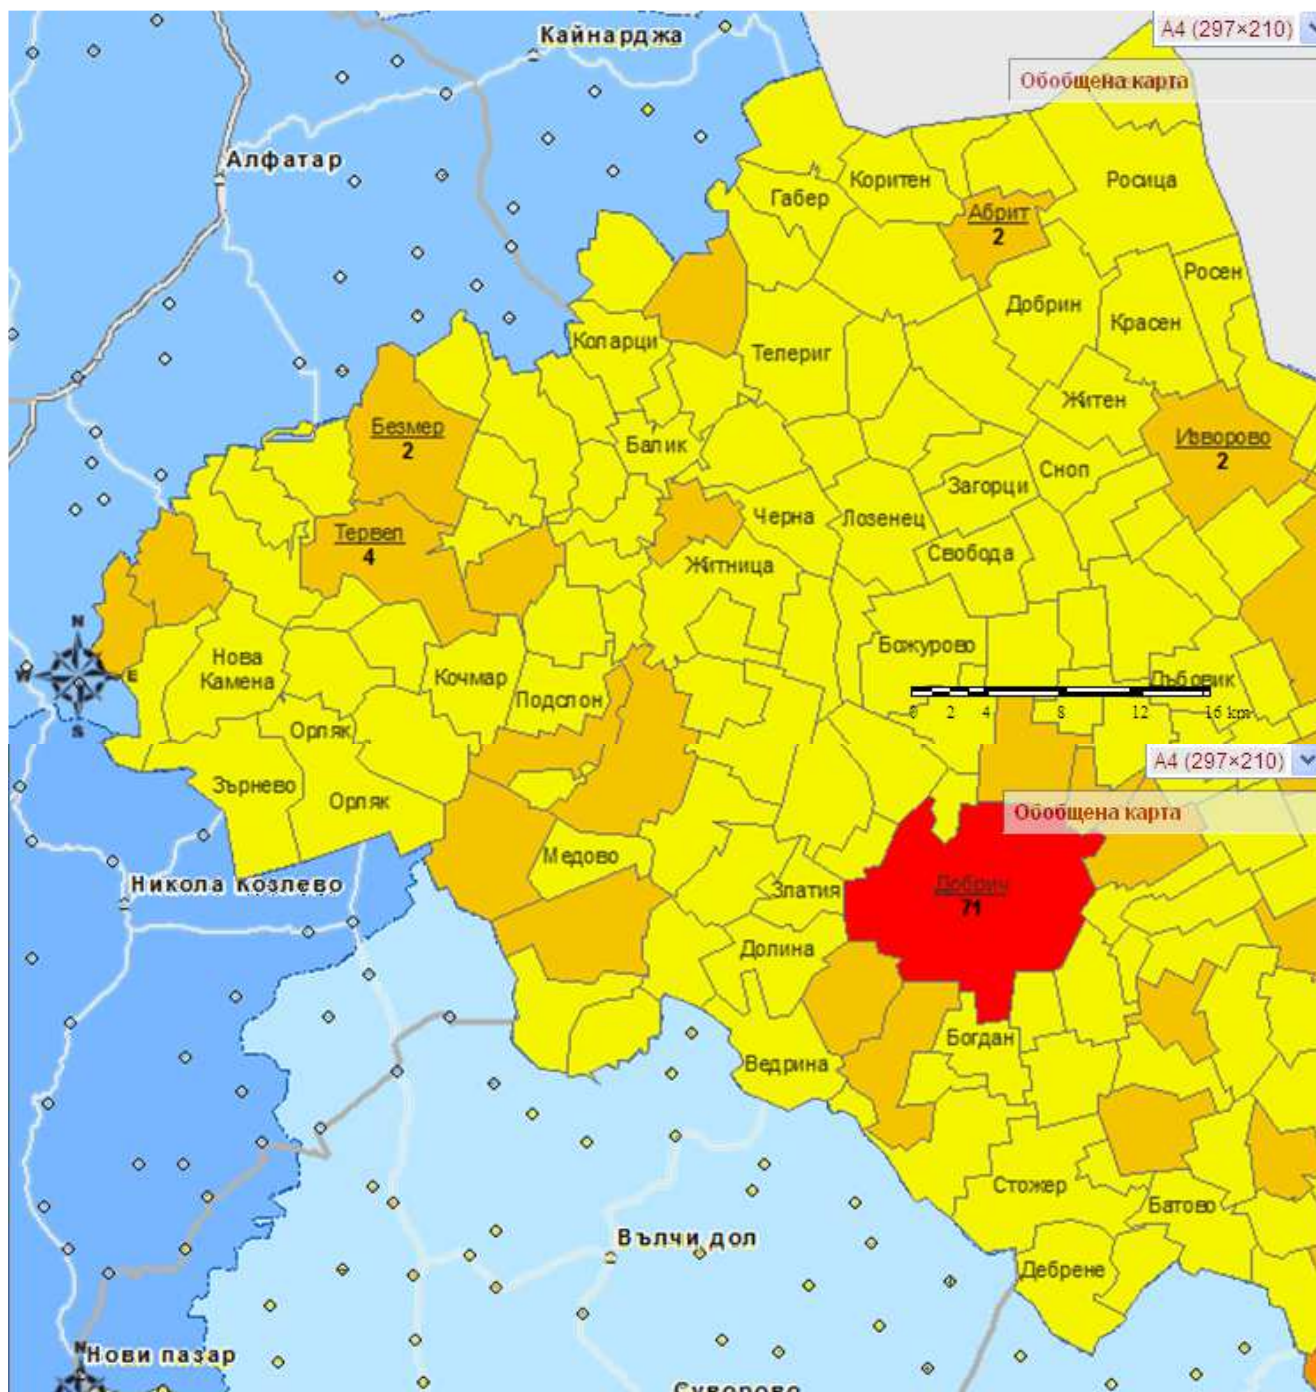 Кайнарджа
A4 (297×210)
Обобщена карта
Алфатар
Коритен
Росица
Габер
Абрит
2
Росен
Добрин
Красен
Коларци
Телериг
Житен
Безмер
2
Балик
Изворово
2
Сноп
Загорци
Черна
Лозенец
Тервел
4
Свобода
Житница
N
Нова
Камена
Божурово
W
E
Кочмар
Дъбовик
Подслон
0 2 4 8 12 16 km
S
Орляк
A4 (297×210)
Зърнево
Орляк
Обобщена карта
Медово
Никола Козлево
Златия
Добрич
71
Долина
Богдан
Ведрина
Стожер
Батово
Вълчи дол
Дебрене
N
Нови пазар
Суворово